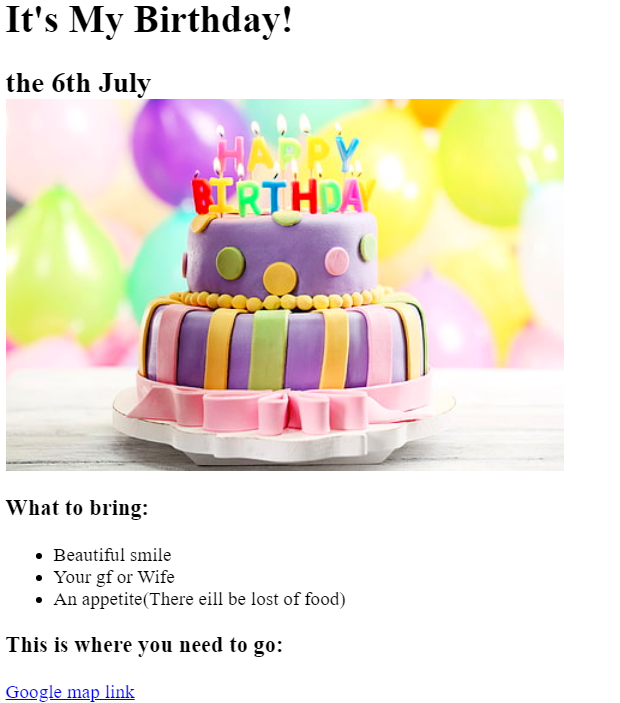 It's My Birthday!
the 6th July
HAPPY
BIRTHDAY
What to bring:
Beautiful smile
Your gf or Wife
An appetite(There eill be lost of food)
This is where you need to go:
Google map link